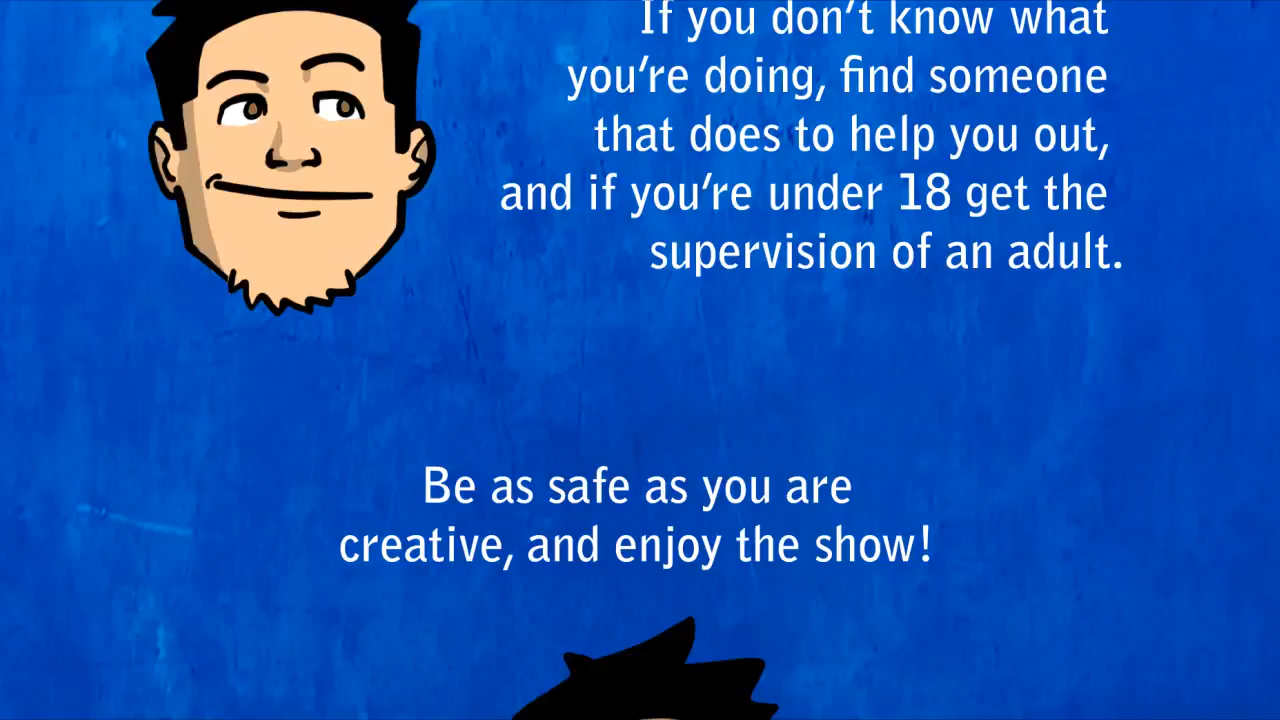 If you don't know what
you're doing, find someone
that does to help you out,
and if you're under 18 get the
supervision of an adult.
Be as safe as you are
creative, and enjoy the show!